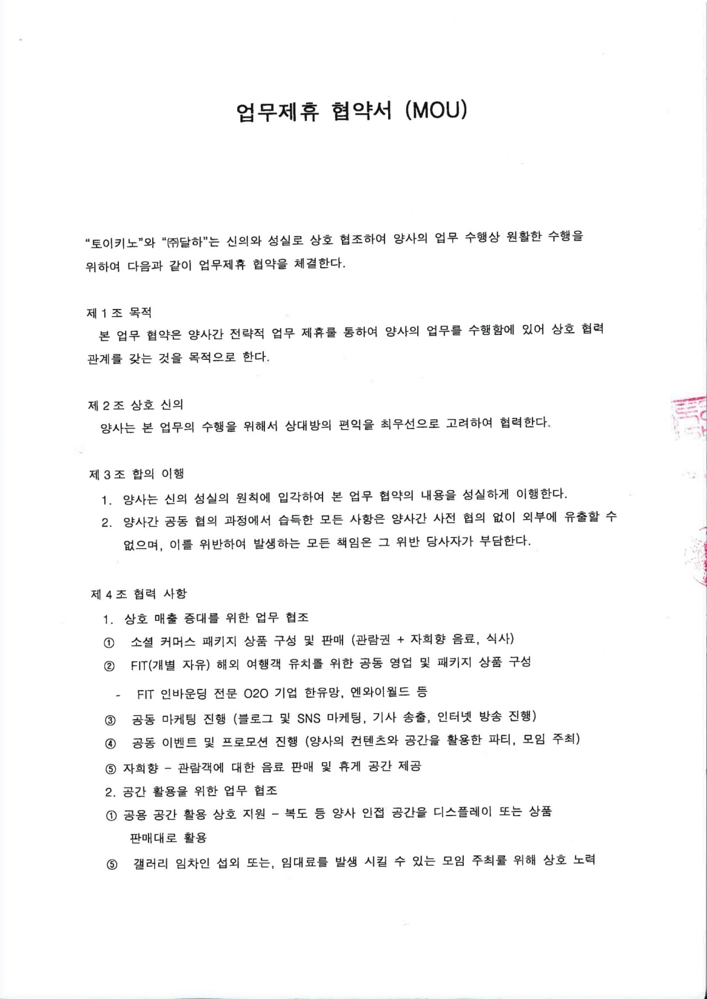 업무제휴 협약서 (MOU)
“토이키노”와 “㈜달하”는 신의와 성실로 상호 협조하여 양사의 업무 수행상 원활한 수행을
위하여 다음과 같이 업무제휴 협약을 체결한다.
제 1 조 목적
본 업무 협약은 양사간 전략적 업무 제휴를 통하여 양사의 업무를 수행함에 있어 상호 협력
관계를 갖는 것을 목적으로 한다.
제 2 조 상호 신의
양사는 본 업무의 수행을 위해서 상대방의 편익을 최우선으로 고려하여 협력한다.
제 3 조 합의 이행
1. 양사는 신의 성실의 원칙에 입각하여 본 업무 협약의 내용을 성실하게 이행한다.
2. 양사간 공동 협의 과정에서 습득한 모든 사항은 양사간 사전 협의 없이 외부에 유출할 수
없으며, 이를 위반하여 발생하는 모든 책임은 그 위반 당사자가 부담한다.
제 4 조 협력 사항
1. 상호 매출 증대를 위한 업무 협조
① 소셜 커머스 패키지 상품 구성 및 판매 (관람권 + 자희향 음료, 식사)
② FIT(개별 자유) 해외 여행객 유치를 위한 공동 영업 및 패키지 상품 구성
- FIT 인바운딩 전문 O2O 기업 한유망, 엔와이월드 등
③ 공동 마케팅 진행 (블로그 및 SNS 마케팅, 기사 송출, 인터넷 방송 진행)
④ 공동 이벤트 및 프로모션 진행 (양사의 컨텐츠와 공간을 활용한 파티, 모임 주최)
⑤ 자희향 – 관람객에 대한 음료 판매 및 휴게 공간 제공
2. 공간 활용을 위한 업무 협조
① 공용 공간 활용 상호 지원 – 복도 등 양사 인접 공간을 디스플레이 또는 상품
판매대로 활용
⑤ 갤러리 임차인 섭외 또는, 임대료를 발생 시킬 수 있는 모임 주최를 위해 상호 노력